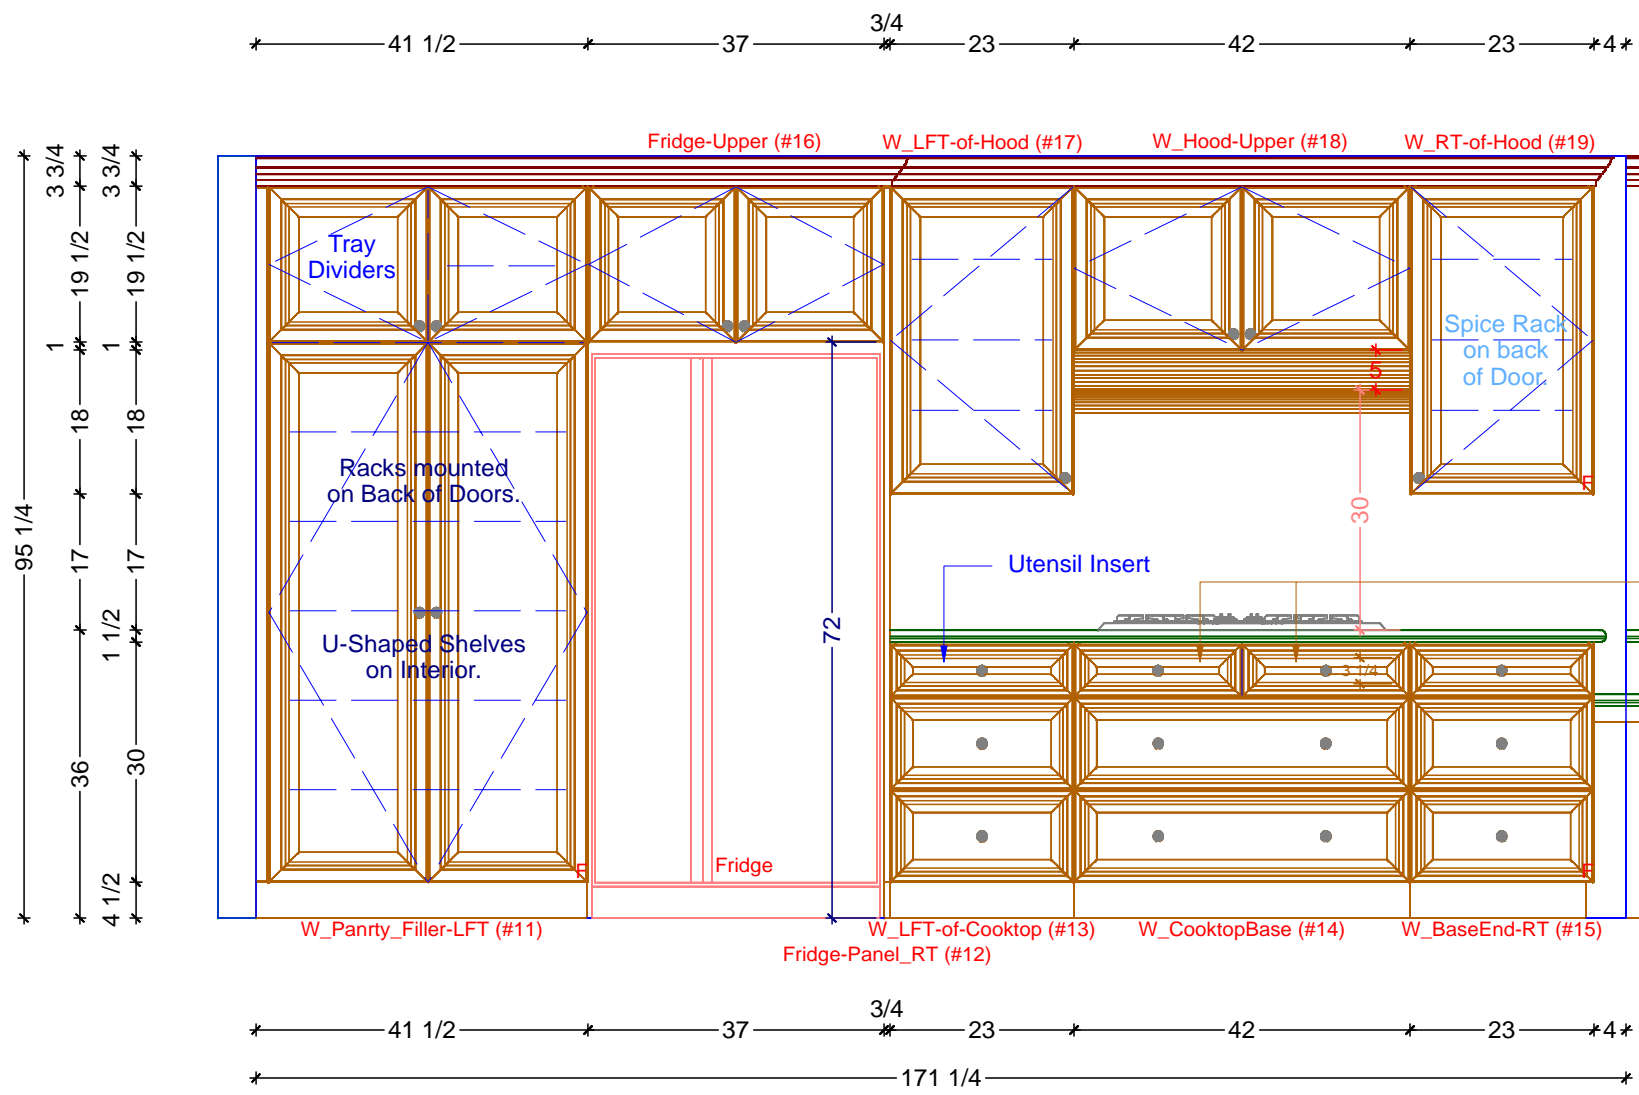 3/4
41 1/2
37
23
42
23
4
Fridge-Upper (#16)
W_LFT-of-Hood (#17)
W_Hood-Upper (#18)
W_RT-of-Hood (#19)
95 1/4
3 3/4
19 1/2
1
18
17
36
3 3/4
19 1/2
1
18
17
1 1/2
30
4 1/2
Tray
Dividers
Racks mounted
on Back of Doors.
U-Shaped Shelves
on Interior.
F
Fridge
72
Spice Rack
on back
of Door.
F
5
30
Utensil Insert
3 1/4
F
W_Panrty_Filler-LFT (#11)
W_LFT-of-Cooktop (#13)
W_CooktopBase (#14)
W_BaseEnd-RT (#15)
Fridge-Panel_RT (#12)
3/4
41 1/2
37
23
42
23
4
171 1/4